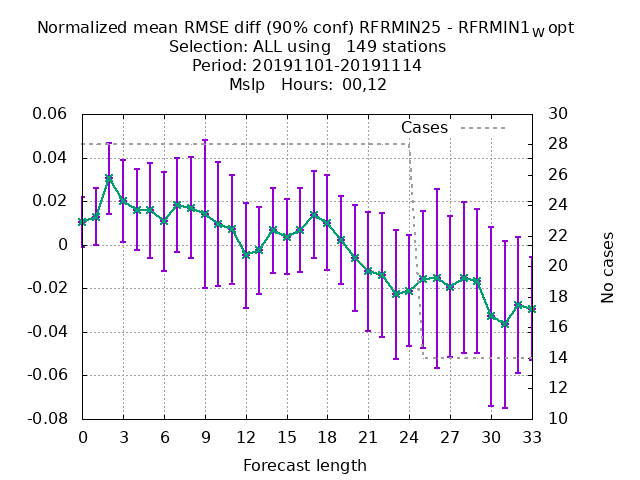 Normalized mean RMSE diff (90% conf) RFRMIN25 - RFRMIN1w opt
Selection: ALL using 149 stations
Period: 20191101-20191114
Mslp Hours: 00,12
Cases
0.06
0.04
0.02
0
-0.02
-0.04
-0.06
-0.08
30
28
26
24
22
20
18
16
14
12
10
No cases
0 3 6 9 12 15 18 21 24 27 30 33
Forecast length